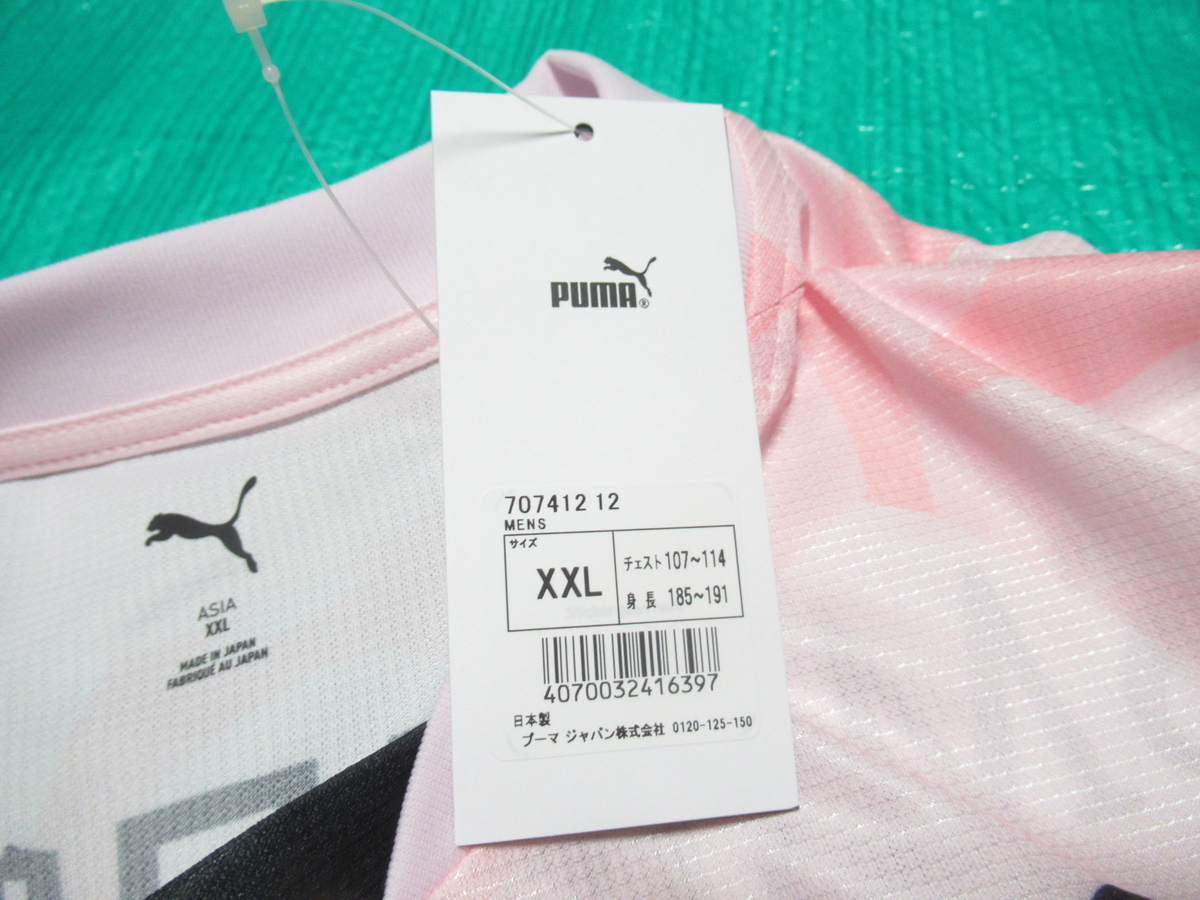 PUMA®
707412 12
MENS
サイズ
XXL
チェスト 107～114
身長 185～191
4070032416397
日本製
プーマ ジャパン株式会社 0120-125-150
ASIA
XXL
MADE IN JAPAN
FABRIQUÉ AU JAPAN